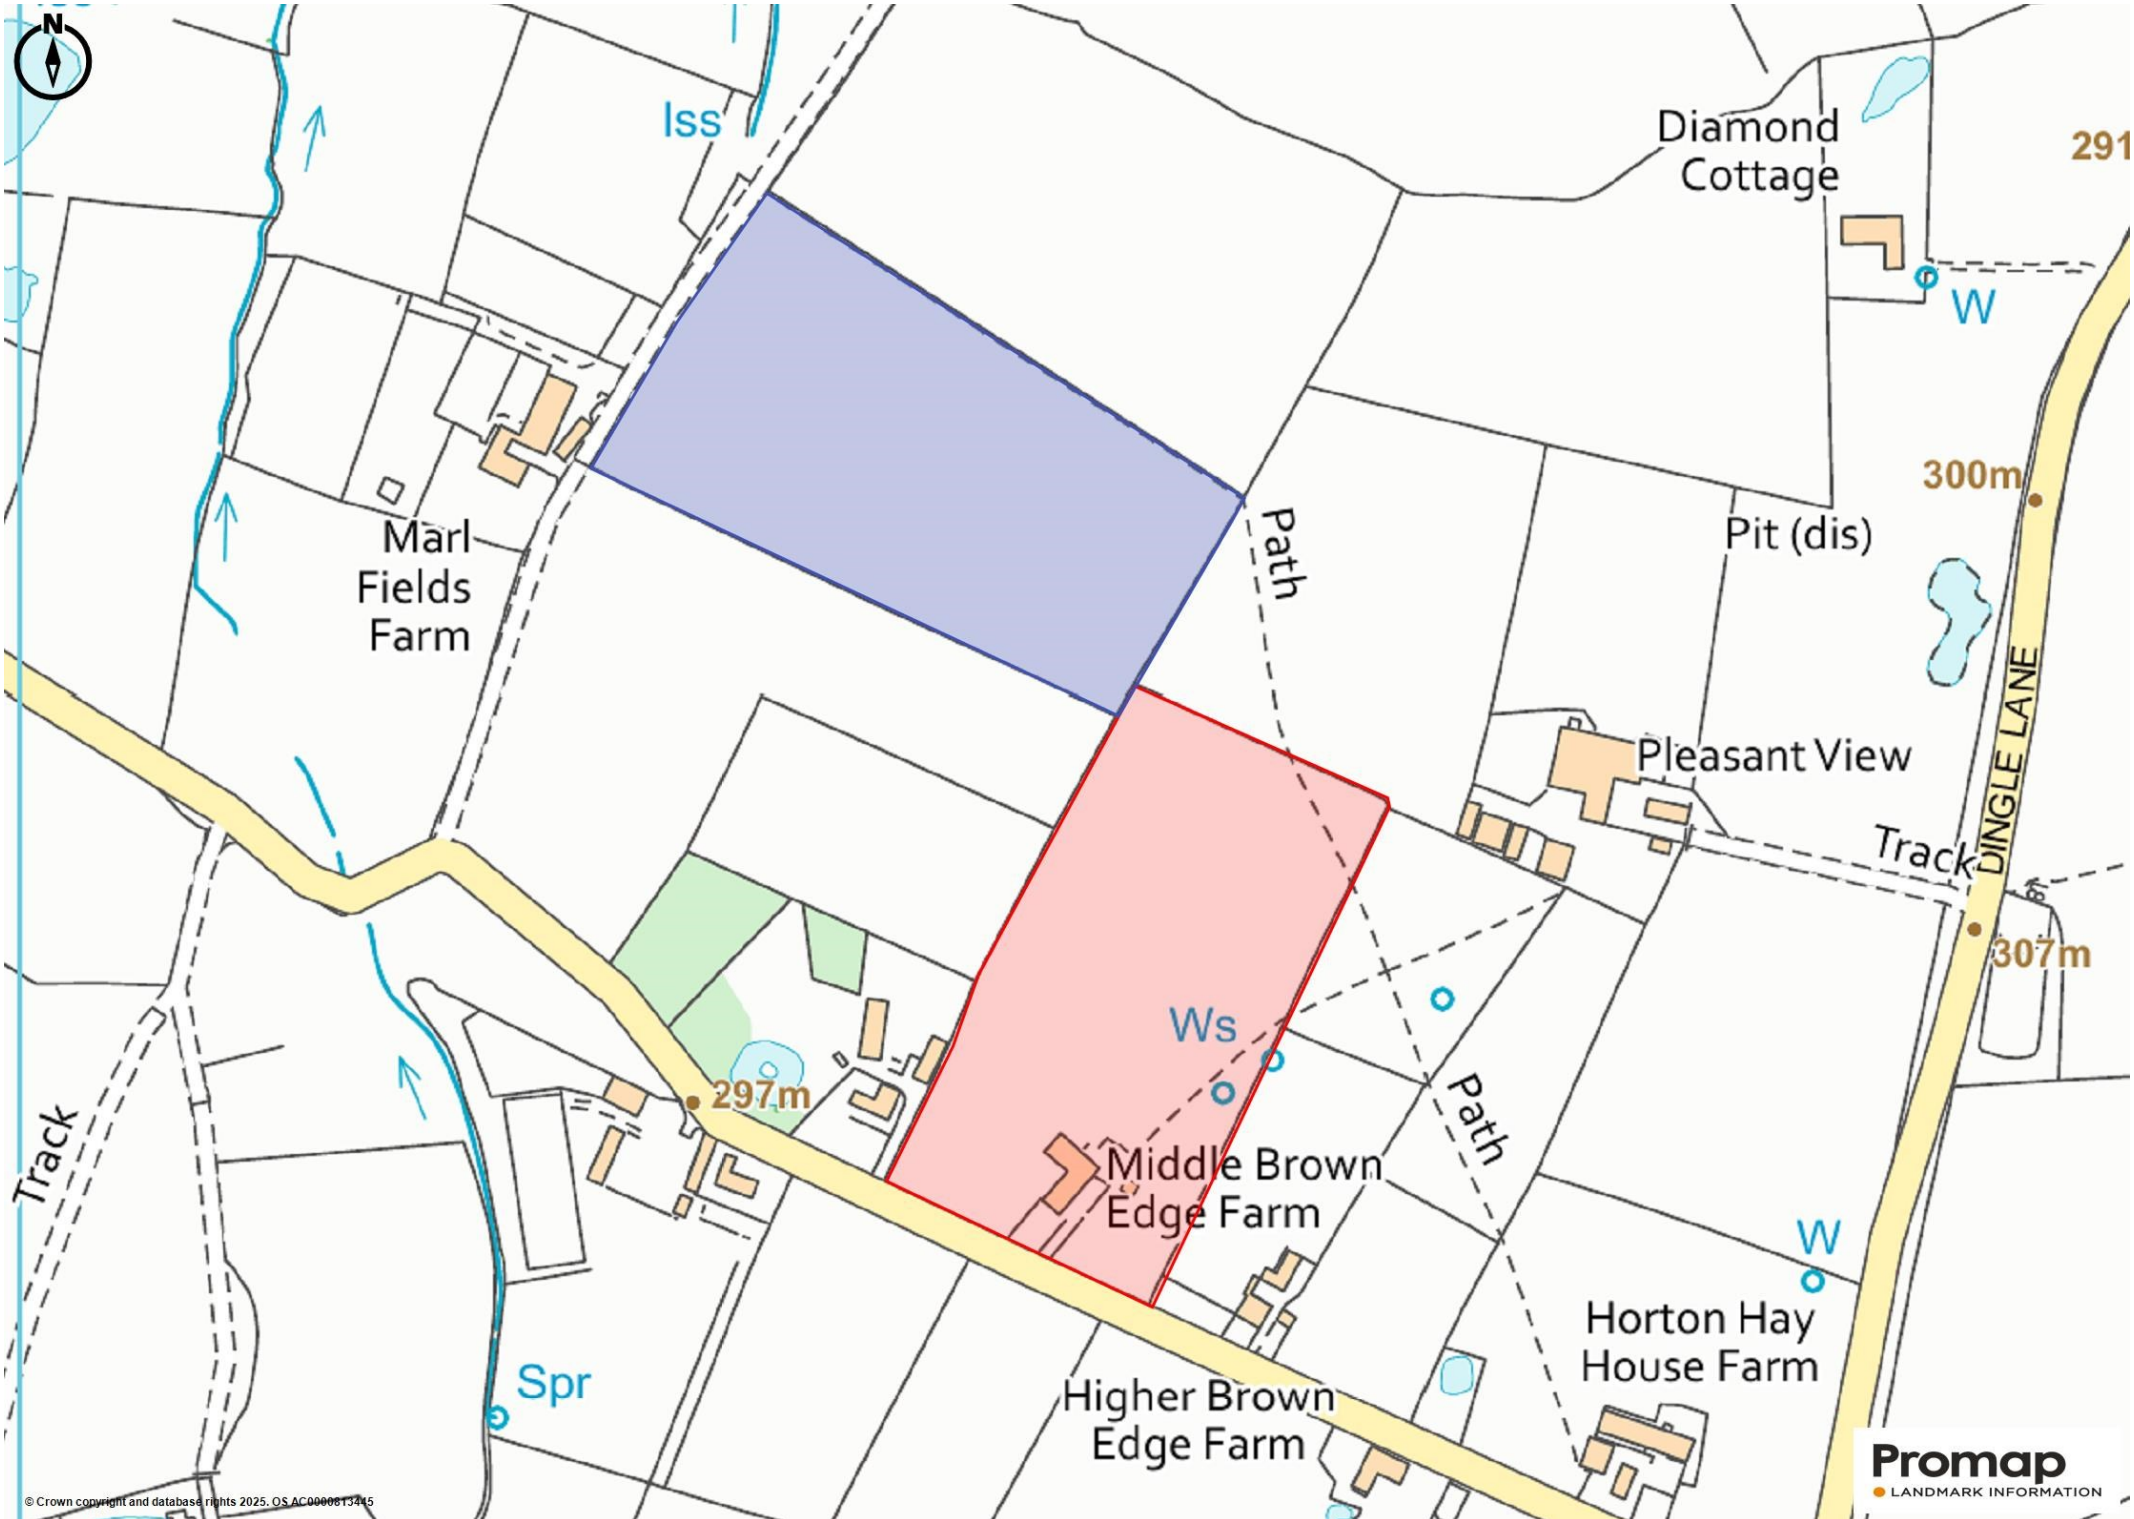 N
Iss
Diamond
Cottage
291
W
300m
Pit (dis)
Path
Marl
Fields
Farm
DINGLE LANE
Pleasant View
Track
307m
Ws
297m
Path
Track
Middle Brown
Edge Farm
W
Horton Hay
House Farm
Spr
Higher Brown
Edge Farm
Promap
LANDMARK INFORMATION
© Crown copyright and database rights 2025. OS AC0000813445